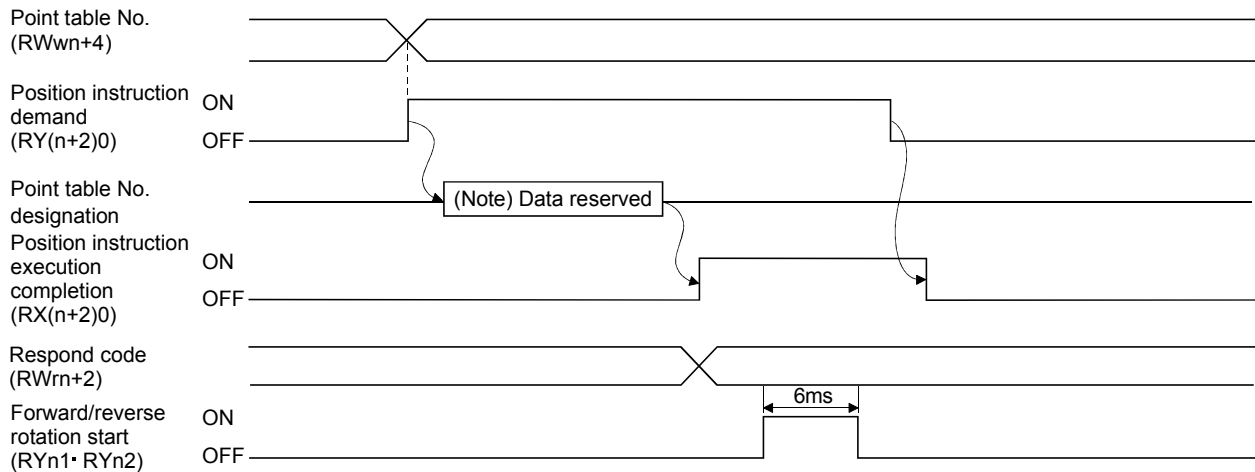 Point table No.
(RWwn+4)
Position instruction
demand
(RY(n+2)0)
ON
OFF
Point table No.
designation
(Note) Data reserved
Position instruction
execution
completion
(RX(n+2)0)
ON
OFF
Respond code
(RWrn+2)
6ms
Forward/reverse
rotation start
(RYn1· RYn2)
ON
OFF